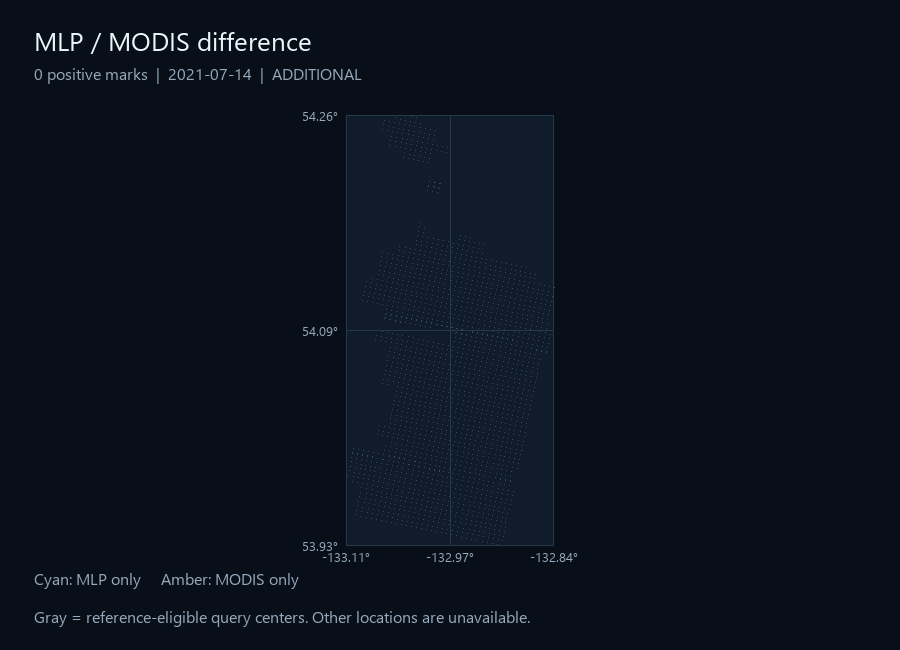 MLP / MODIS difference
0 positive marks | 2021-07-14 | ADDITIONAL
54.26°
54.09°
53.93°
-133.11° -132.97° -132.84°
Cyan: MLP only Amber: MODIS only
Gray = reference-eligible query centers. Other locations are unavailable.